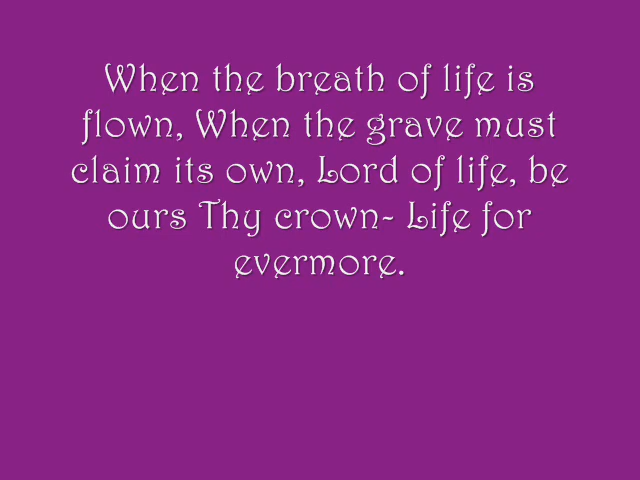 When the breath of life is
flown, When the grave must
claim its own, Lord of life, be
ours Thy crown- Life for
evermore.